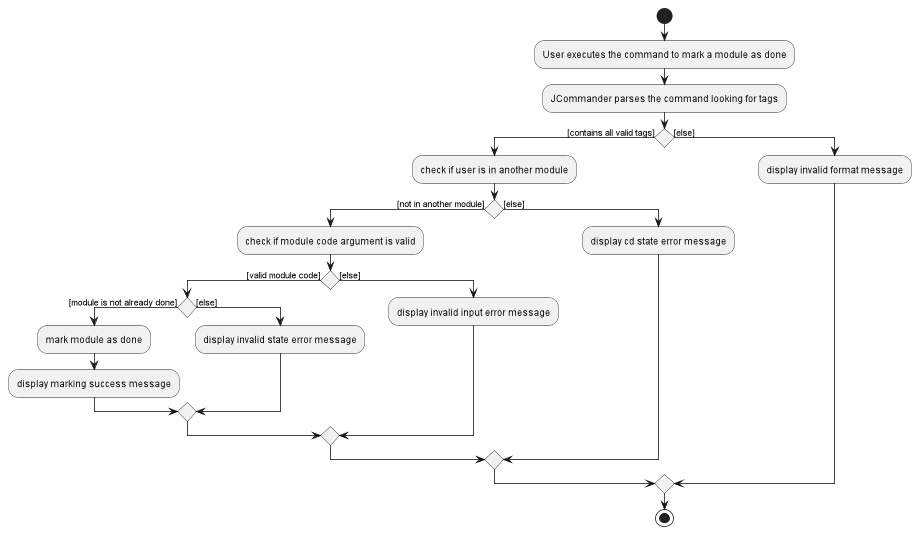 User executes the command to mark a module as done
JCommander parses the command looking for tags
[contains all valid tags]
[else]
check if user is in another module
display invalid format message
[not in another module]
[else]
check if module code argument is valid
display cd state error message
[valid module code]
[else]
[module is not already done]
[else]
display invalid input error message
mark module as done
display invalid state error message
display marking success message